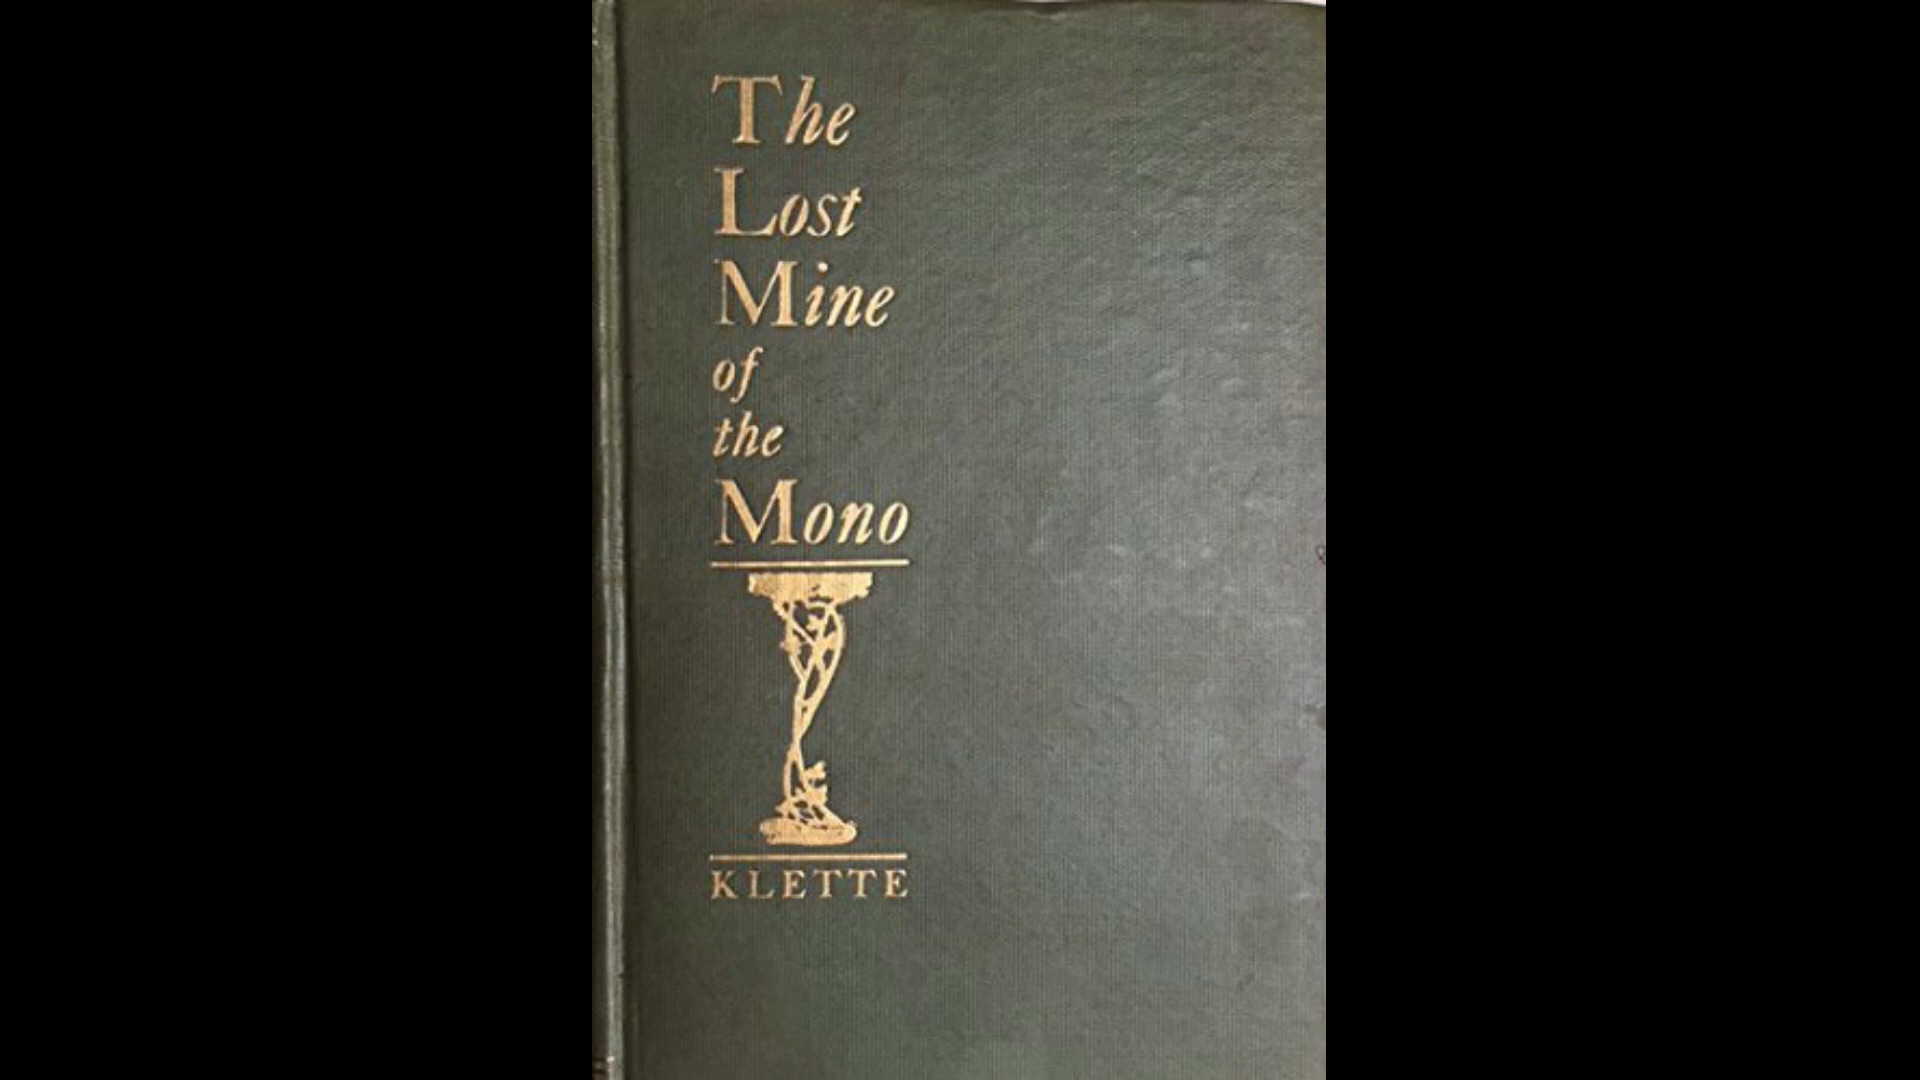 The
Lost
Mine
of
the
Mono
KLETTE